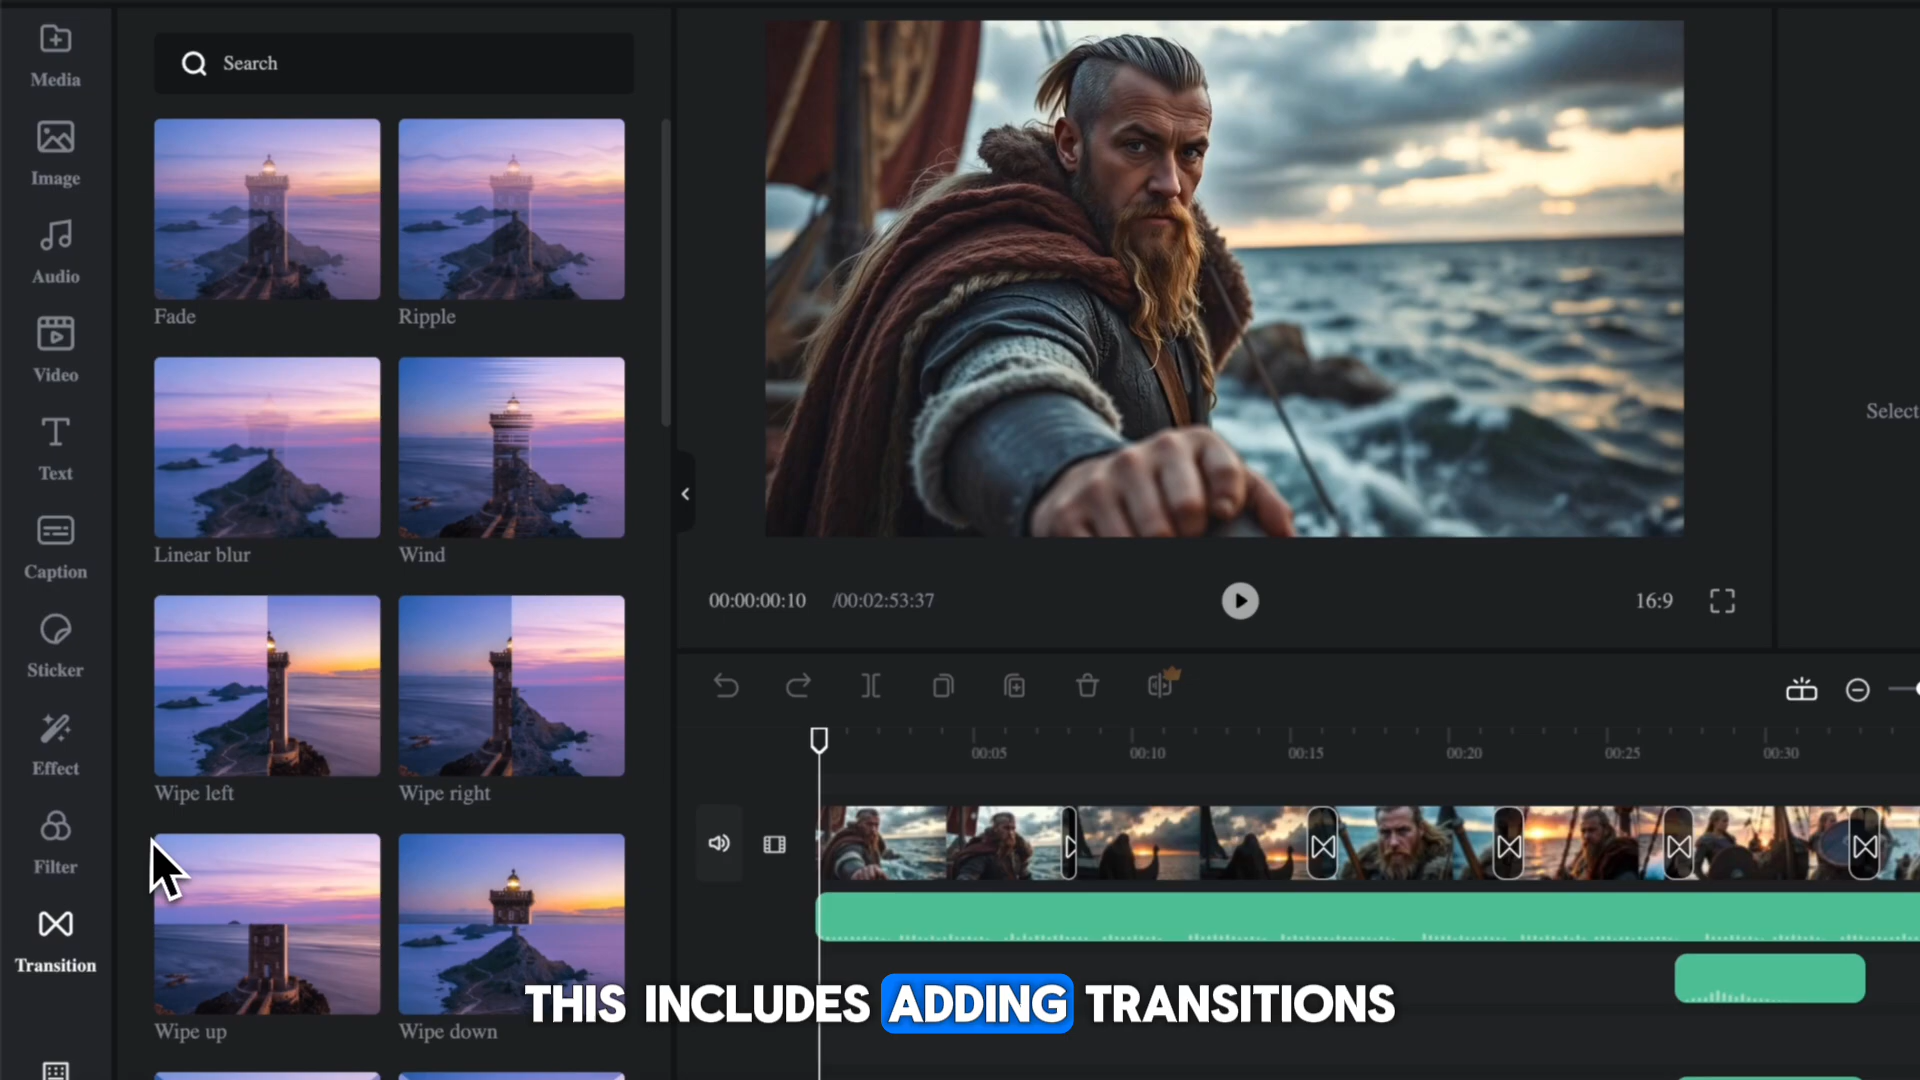 Media
Image
Audio
Video
Text
Caption
Sticker
Effect
Filter
Transition
Search
Fade
Ripple
Linear blur
Wind
Wipe left
Wipe right
Wipe up
Wipe down
Select
00:00:00:10 /00:02:53:37
16:9
00:05 00:10 00:15 00:20 00:25 00:30
THIS INCLUDES ADDING TRANSITIONS